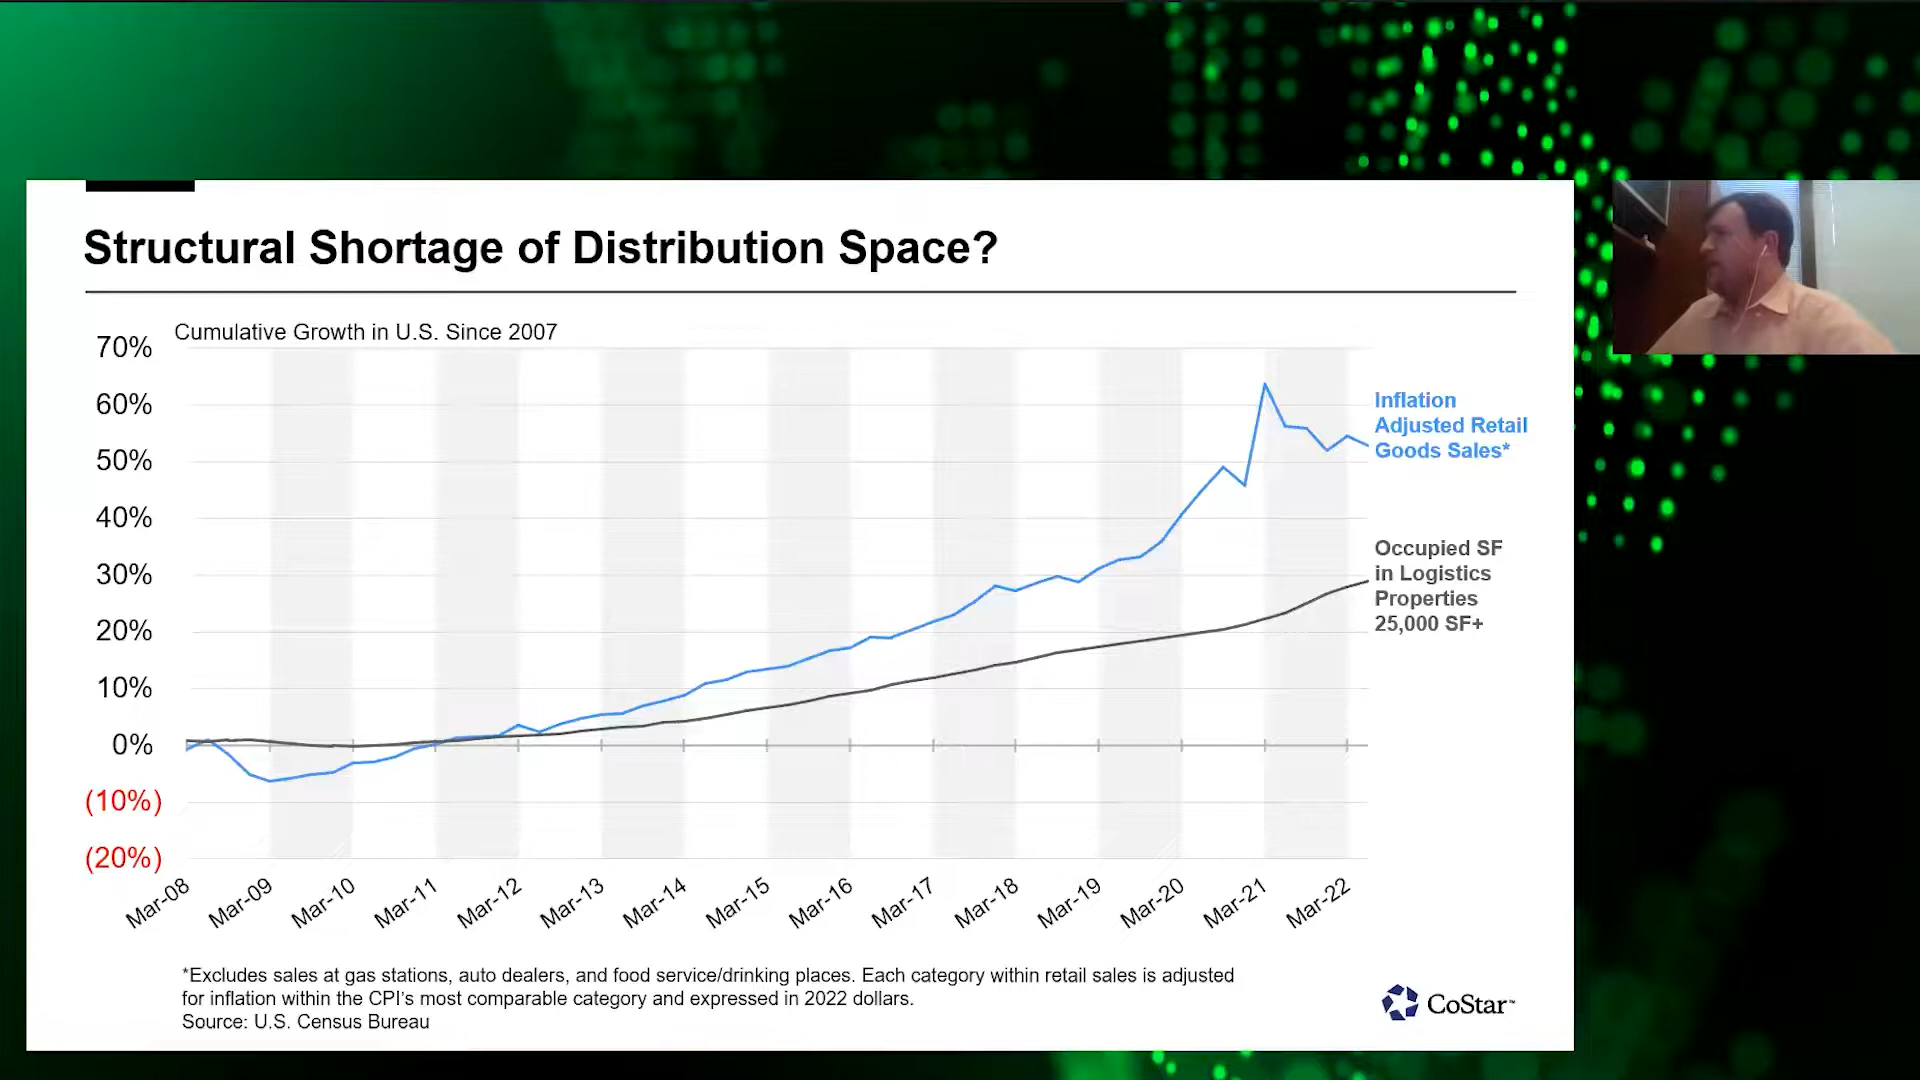 Structural Shortage of Distribution Space?
Cumulative Growth in U.S. Since 2007
70%
60%
50%
40%
30%
20%
10%
0%
(10%)
(20%)
Inflation
Adjusted Retail
Goods Sales*
Occupied SF
in Logistics
Properties
25,000 SF+
Mar-08
Mar-09
Mar-10
Mar-11
Mar-12
Mar-13
Mar-14
Mar-15
Mar-16
Mar-17
Mar-18
Mar-19
Mar-20
Mar-21
Mar-22
*Excludes sales at gas stations, auto dealers, and food service/drinking places. Each category within retail sales is adjusted
for inflation within the CPI's most comparable category and expressed in 2022 dollars.
Source: U.S. Census Bureau
CoStar™